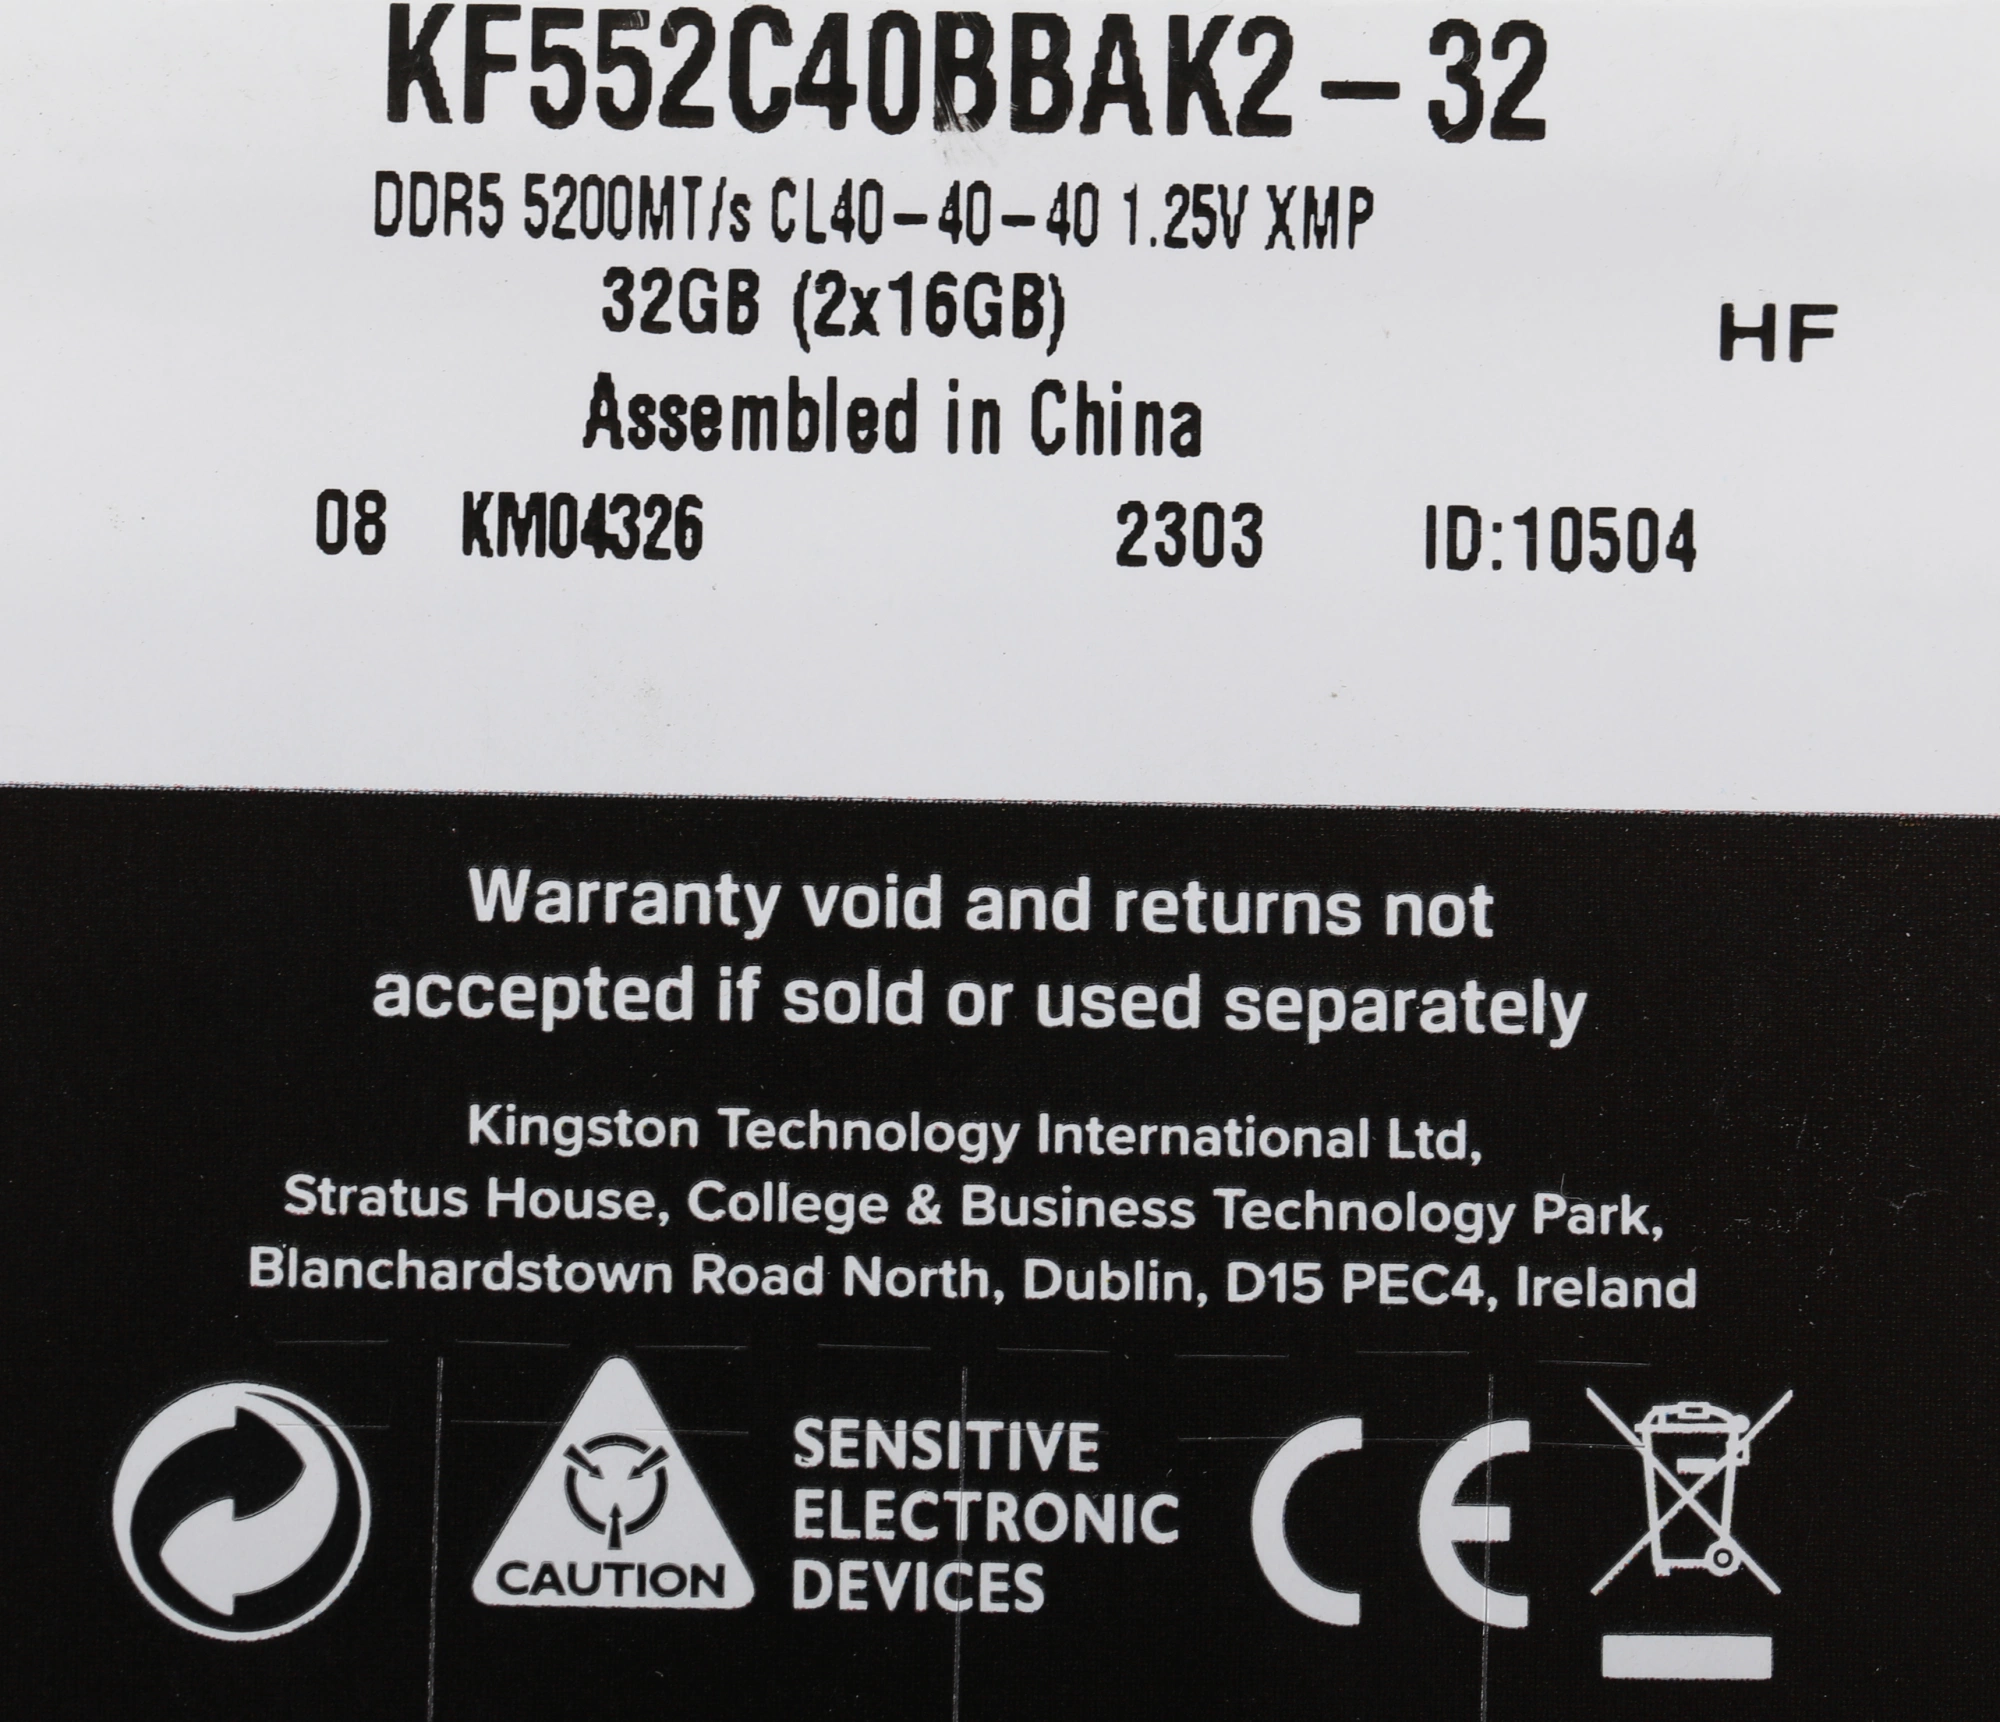 KF552C40BBAK2-32
DDR5 5200MT/s CL40-40-40 1.25V XMP
32GB (2x16GB)
HF
Assembled in China
08 KM04326 2303 ID:10504
Warranty void and returns not
accepted if sold or used separately
Kingston Technology International Ltd,
Stratus House, College & Business Technology Park,
Blanchardstown Road North, Dublin, D15 PEC4, Ireland
CAUTION
SENSITIVE
ELECTRONIC
DEVICES
CE